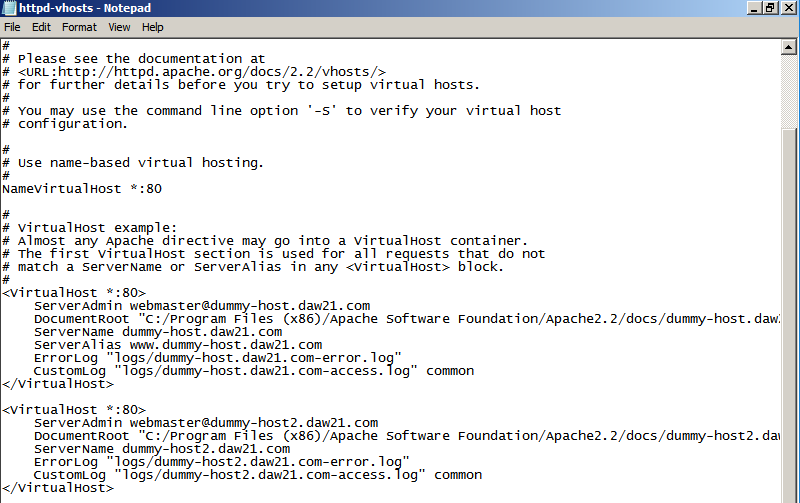 httpd-vhosts - Notepad
File Edit Format View Help
#
# Please see the documentation at
# <URL:http://httpd.apache.org/docs/2.2/vhosts/>
# for further details before you try to setup virtual hosts.
#
# You may use the command line option '-S' to verify your virtual host
# configuration.
#
# Use name-based virtual hosting.
#
NameVirtualHost *:80
#
# VirtualHost example:
# Almost any Apache directive may go into a VirtualHost container.
# The first VirtualHost section is used for all requests that do not
# match a ServerName or ServerAlias in any <VirtualHost> block.
#
<VirtualHost *:80>
ServerAdmin webmaster@dummy-host.daw21.com
DocumentRoot "C:/Program Files (x86)/Apache Software Foundation/Apache2.2/docs/dummy-host.daw2
ServerName dummy-host.daw21.com
ServerAlias www.dummy-host.daw21.com
ErrorLog "logs/dummy-host.daw21.com-error.log"
CustomLog "logs/dummy-host.daw21.com-access.log" common
</VirtualHost>
<VirtualHost *:80>
ServerAdmin webmaster@dummy-host2.daw21.com
DocumentRoot "C:/Program Files (x86)/Apache Software Foundation/Apache2.2/docs/dummy-host2.daw
ServerName dummy-host2.daw21.com
ErrorLog "logs/dummy-host2.daw21.com-error.log"
CustomLog "logs/dummy-host2.daw21.com-access.log" common
</VirtualHost>